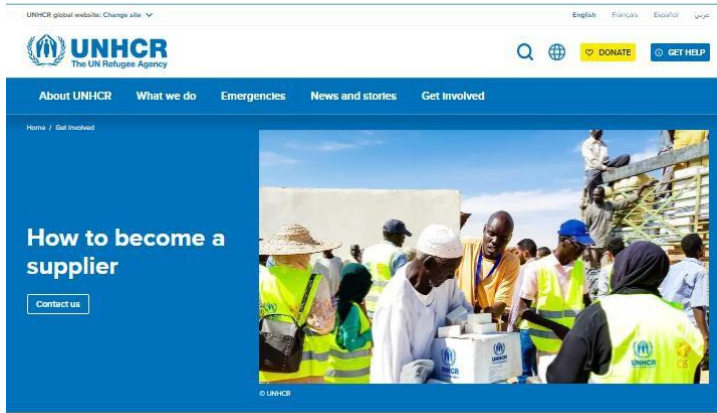 UNHCR global website: Change site
English Français Español عربي
UNHCR
The UN Refugee Agency
DONATE
GET HELP
About UNHCR What we do Emergencies News and stories Get involved
Home / Get involved
How to become a
supplier
Contact us
UNHCR
UNHCR
© UNHCR